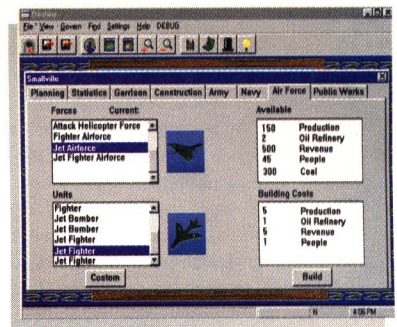 File View Govern Find Settings Help DEBUG
Smallville
Planning Statistics Garrison Construction Army Navy Air Force Public Works
Forces Current: Available
Attack Helicopter Force
Fighter Airforce
Jet Airforce
Jet Fighter Airforce
150 Production
2 Oil Refinery
500 Revenue
45 People
300 Coal
Units Building Costs
Fighter
Jet Bomber
Jet Bomber
Jet Fighter
Jet Fighter
Jet Fighter
5 Production
1 Oil Refinery
5 Revenue
1 People
Custom Build
N 4:06 PM